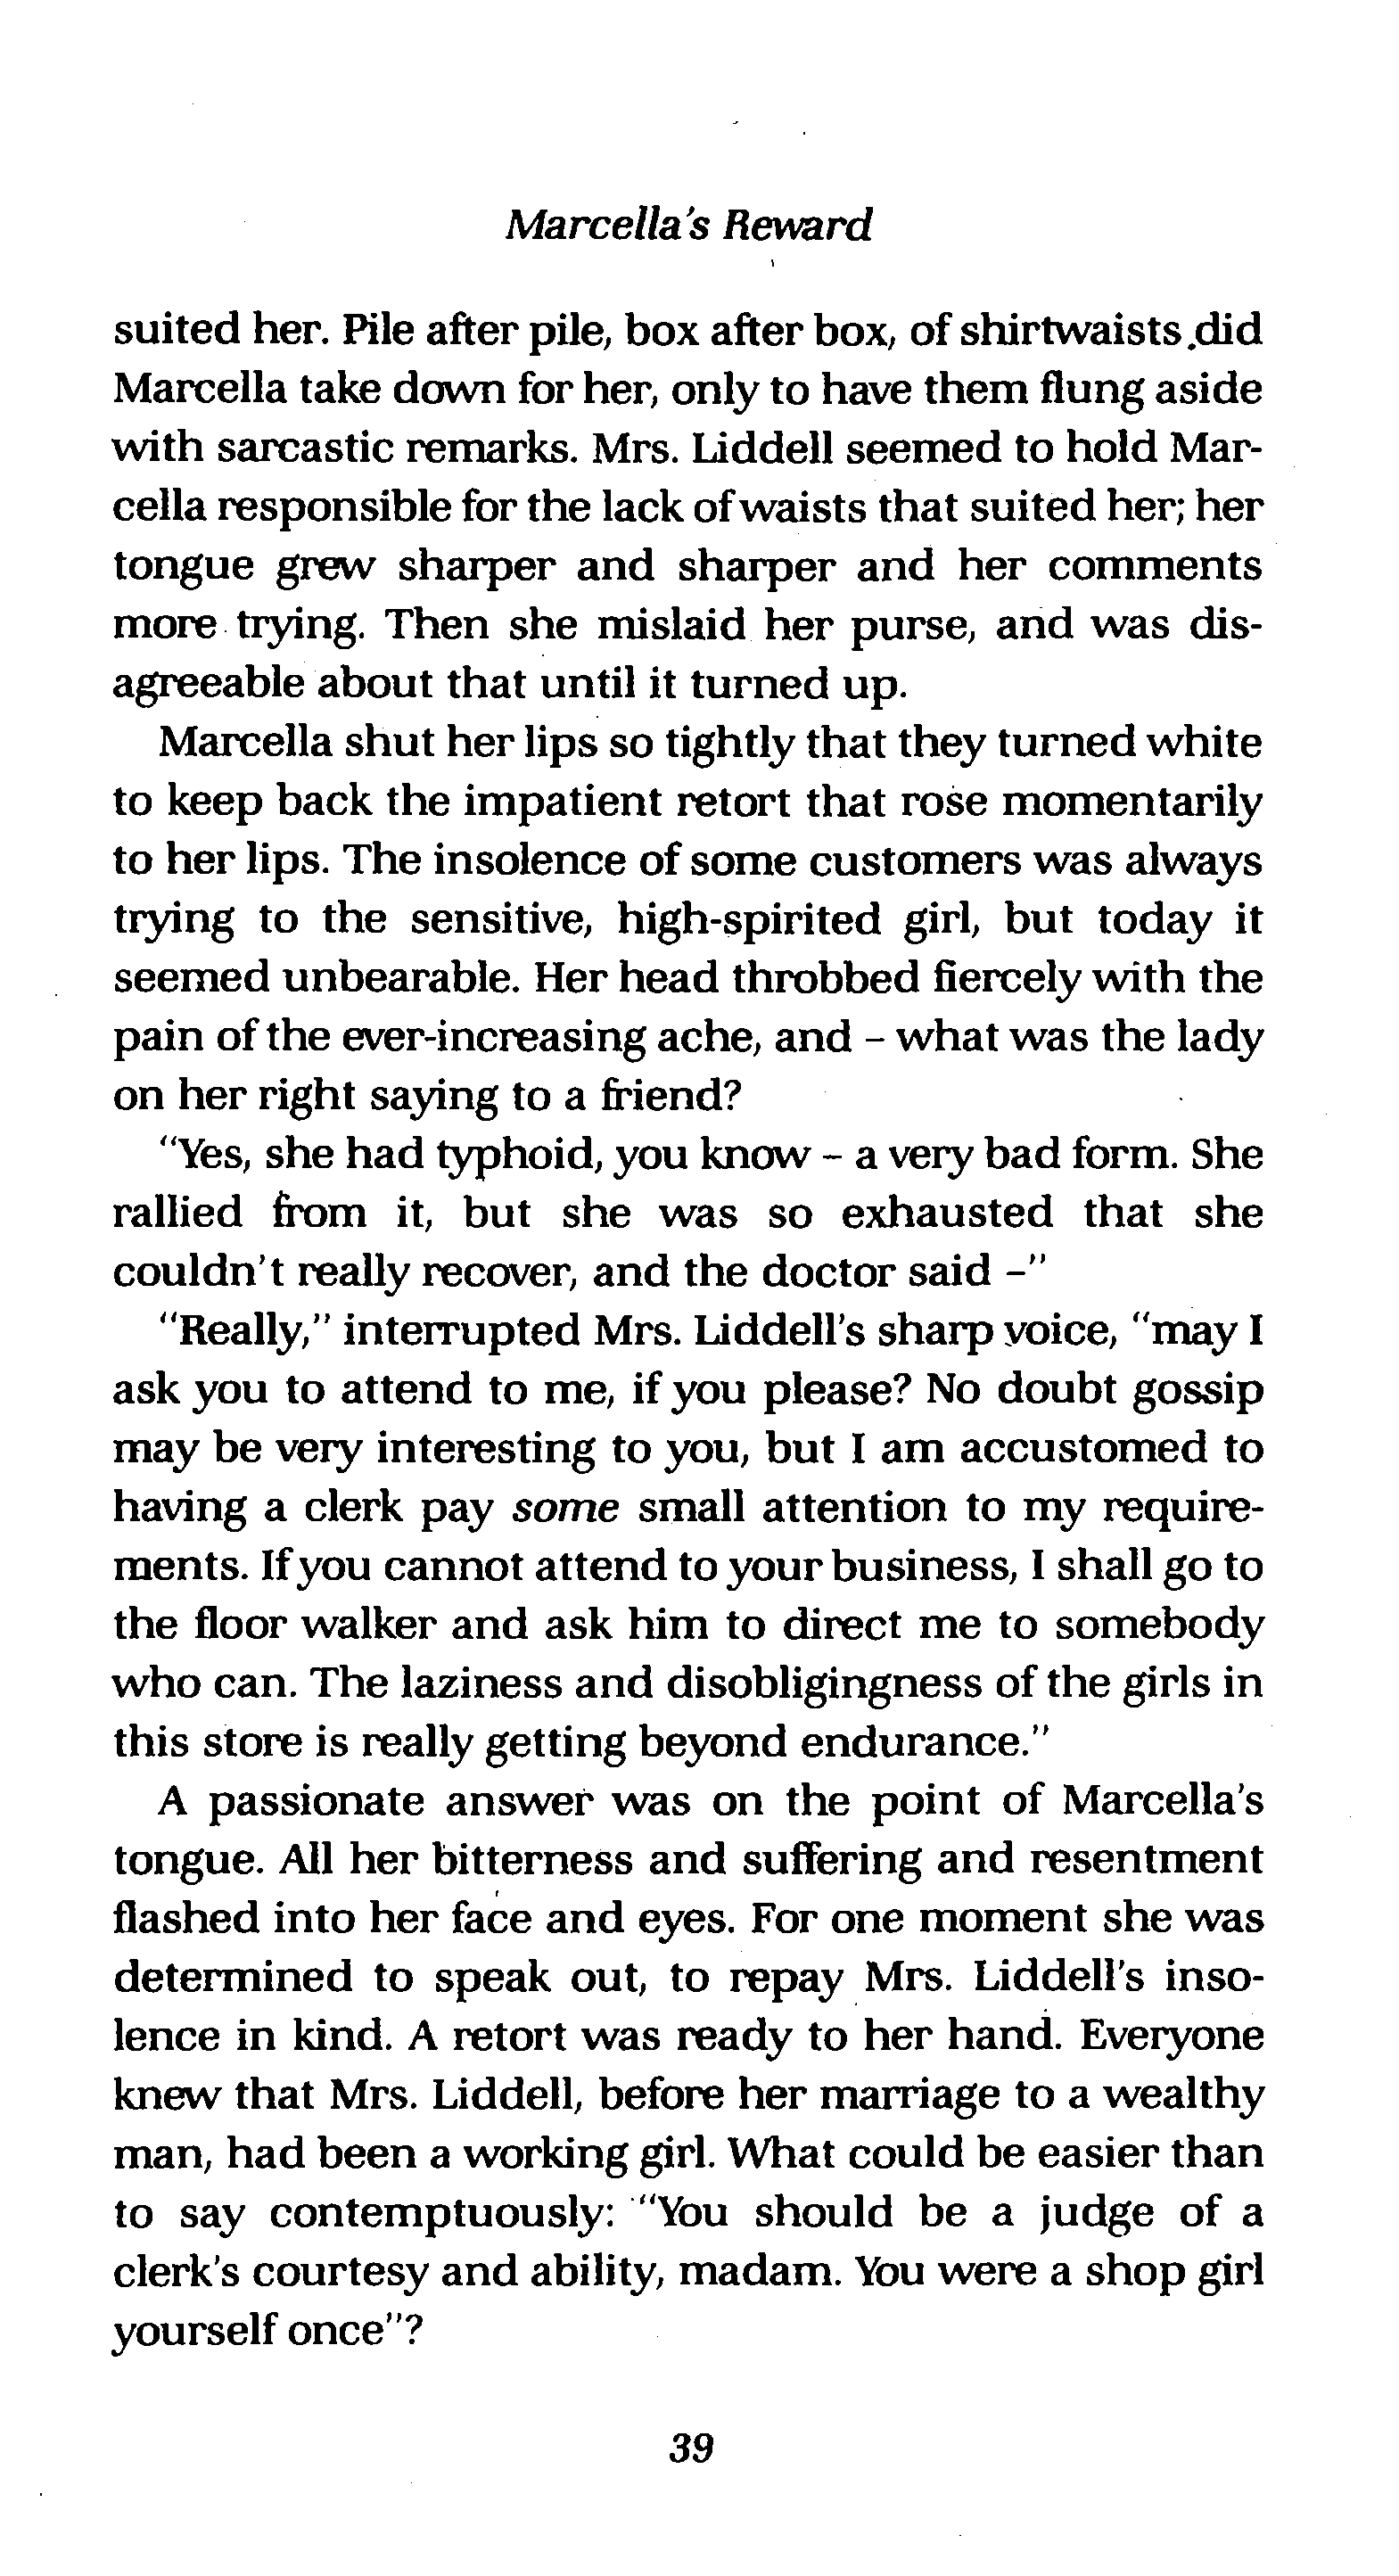 Marcella's Reward
suited her. Pile after pile, box after box, of shirtwaists did
Marcella take down for her, only to have them flung aside
with sarcastic remarks. Mrs. Liddell seemed to hold Mar-
cella responsible for the lack of waists that suited her; her
tongue grew sharper and sharper and her comments
more trying. Then she mislaid her purse, and was dis-
agreeable about that until it turned up.
Marcella shut her lips so tightly that they turned white
to keep back the impatient retort that rose momentarily
to her lips. The insolence of some customers was always
trying to the sensitive, high-spirited girl, but today it
seemed unbearable. Her head throbbed fiercely with the
pain of the ever-increasing ache, and – what was the lady
on her right saying to a friend?
"Yes, she had typhoid, you know – a very bad form. She
rallied from it, but she was so exhausted that she
couldn't really recover, and the doctor said –"
"Really," interrupted Mrs. Liddell's sharp voice, "may I
ask you to attend to me, if you please? No doubt gossip
may be very interesting to you, but I am accustomed to
having a clerk pay some small attention to my require-
ments. If you cannot attend to your business, I shall go to
the floor walker and ask him to direct me to somebody
who can. The laziness and disobligingness of the girls in
this store is really getting beyond endurance."
A passionate answer was on the point of Marcella's
tongue. All her bitterness and suffering and resentment
flashed into her face and eyes. For one moment she was
determined to speak out, to repay Mrs. Liddell's inso-
lence in kind. A retort was ready to her hand. Everyone
knew that Mrs. Liddell, before her marriage to a wealthy
man, had been a working girl. What could be easier than
to say contemptuously: "You should be a judge of a
clerk's courtesy and ability, madam. You were a shop girl
yourself once"?
39